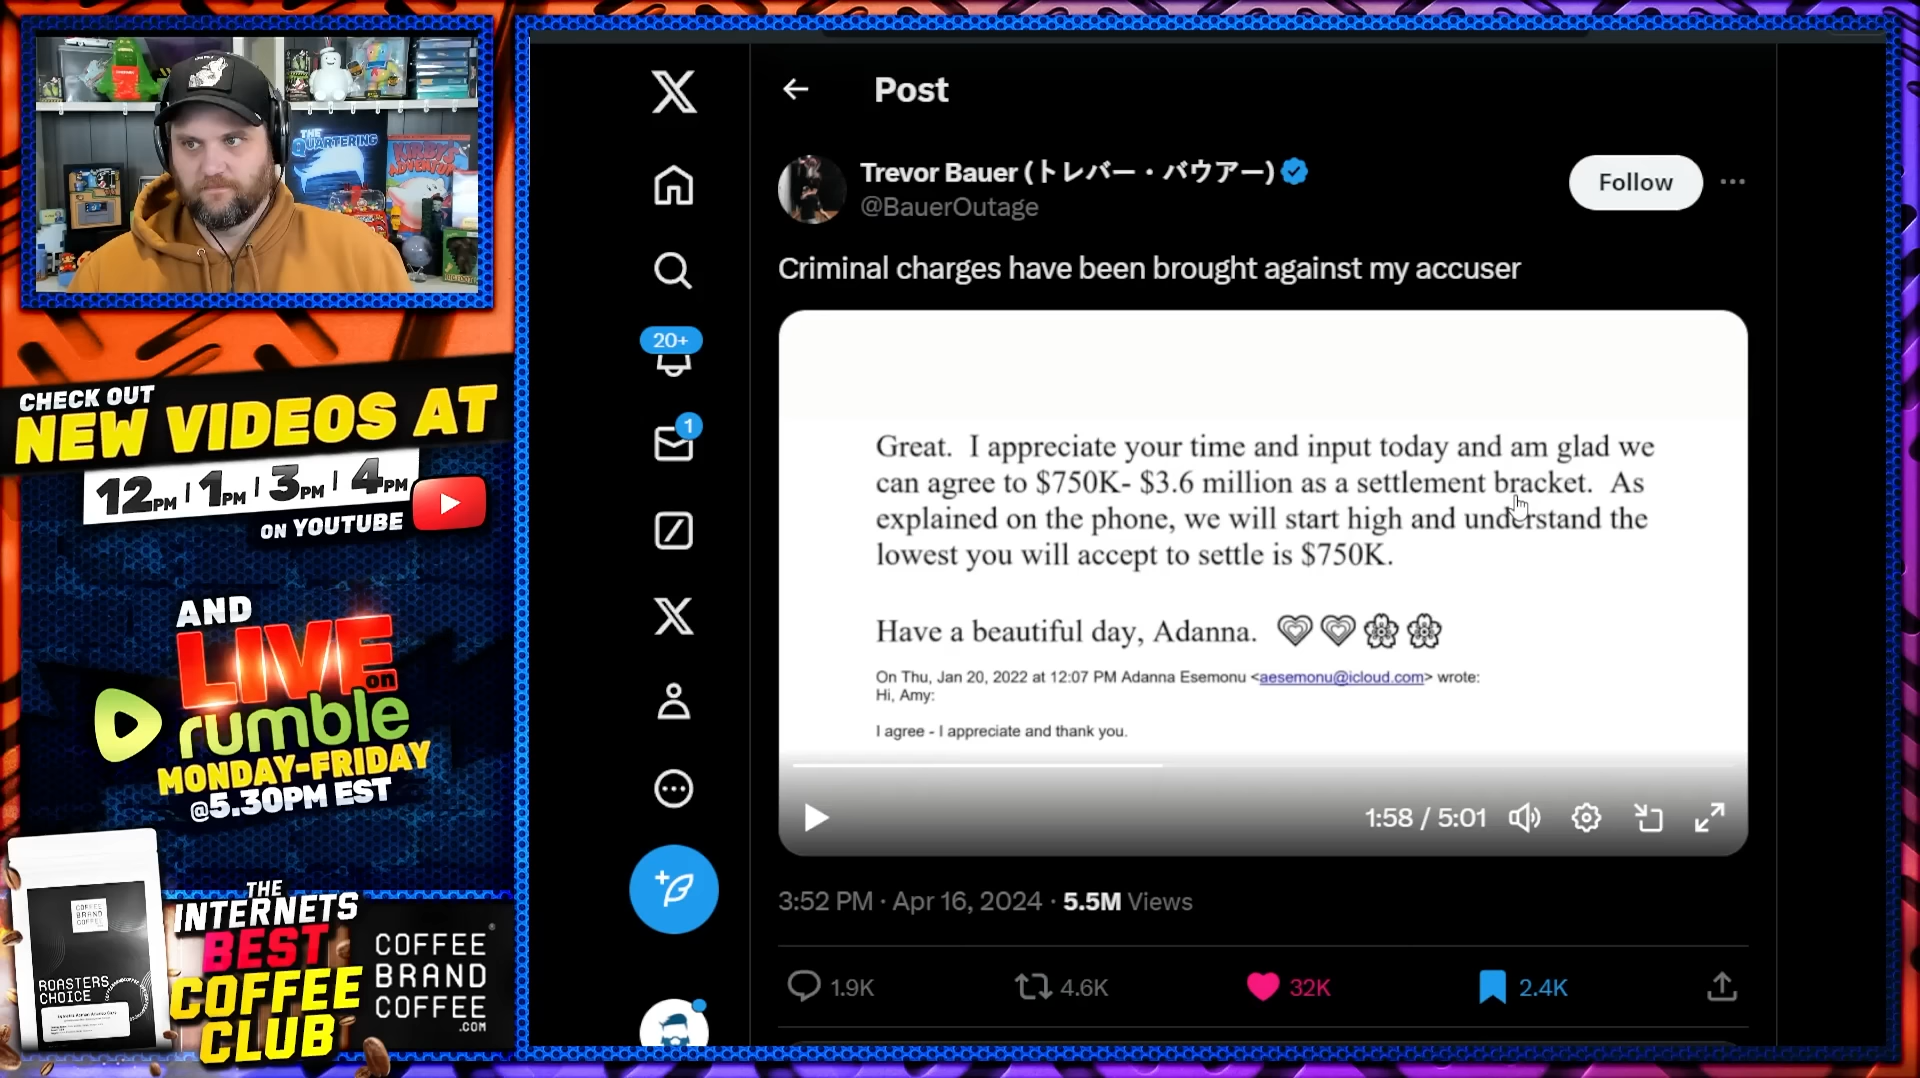 THE
QUARTERING
KIRBY'S
ADVENTURE
CHECK OUT
NEW VIDEOS AT
12PM | 1PM | 3PM | 4PM
ON YOUTUBE
AND
LIVE
on
rumble
MONDAY-FRIDAY
@5.30PM EST
COFFEE
BRAND
COFFEE
ROASTERS
CHOICE
THE
INTERNETS
BEST
COFFEE
CLUB
COFFEE
BRAND
COFFEE
.COM
20+
1
Post
Trevor Bauer (トレバー・バウアー)
@BauerOutage
Follow
Criminal charges have been brought against my accuser
Great. I appreciate your time and input today and am glad we
can agree to $750K- $3.6 million as a settlement bracket. As
explained on the phone, we will start high and understand the
lowest you will accept to settle is $750K.
Have a beautiful day, Adanna.
On Thu, Jan 20, 2022 at 12:07 PM Adanna Esemonu <aesemonu@icloud.com> wrote:
Hi, Amy:
I agree - I appreciate and thank you.
1:58 / 5:01
3:52 PM · Apr 16, 2024 · 5.5M Views
1.9K
4.6K
32K
2.4K